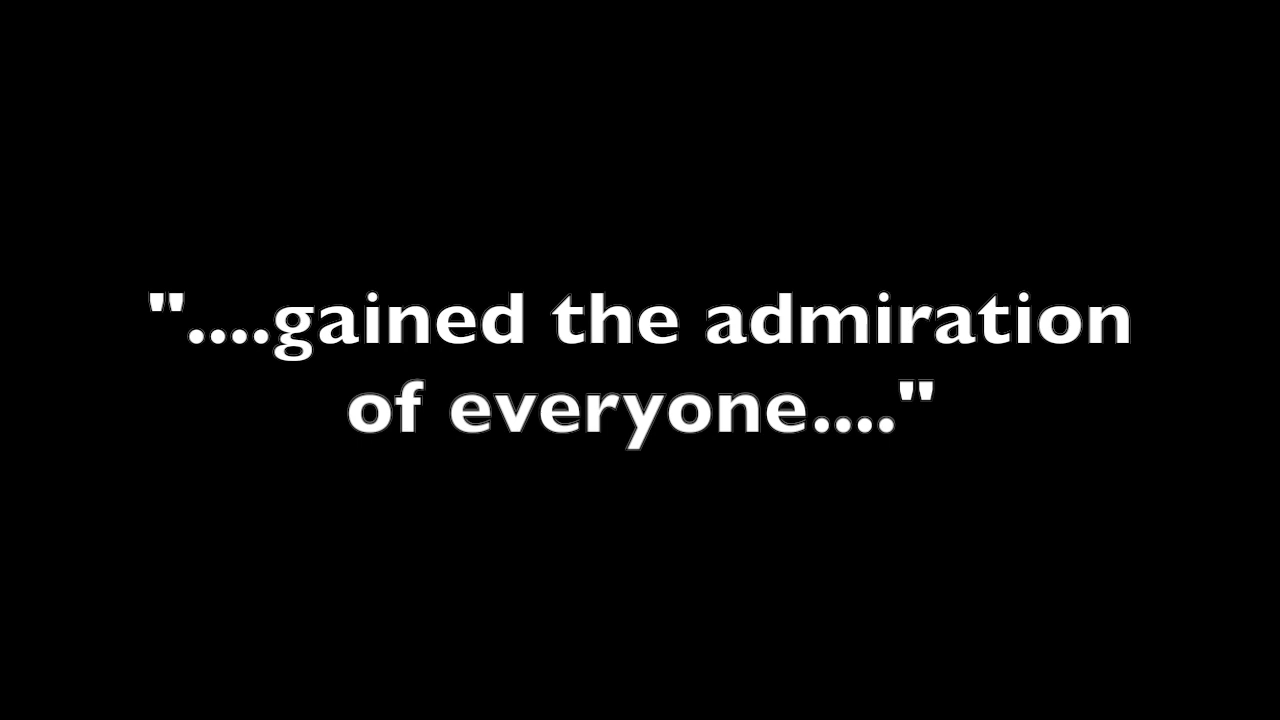 "....gained the admiration
of everyone...."